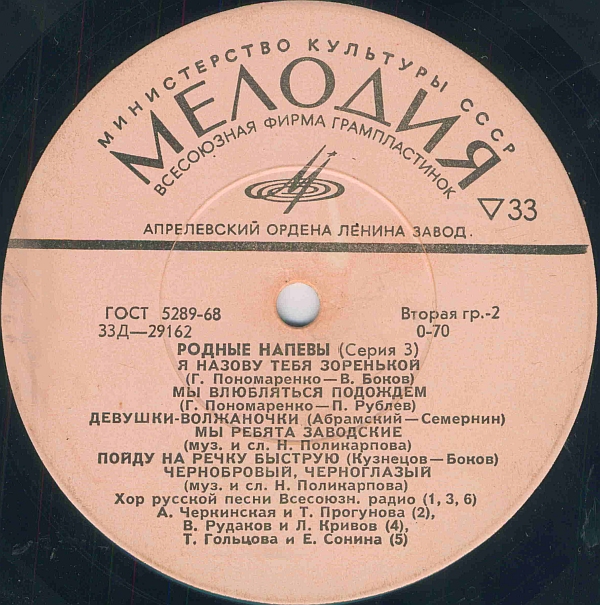 МИНИСТЕРСТВО КУЛЬТУРЫ СССР
МЕЛОДИЯ
ВСЕСОЮЗНАЯ ФИРМА ГРАМПЛАСТИНОК
▽33
АПРЕЛЕВСКИЙ ОРДЕНА ЛЕНИНА ЗАВОД.
ГОСТ 5289-68
Вторая гр.-2
33Д—29162
0-70
РОДНЫЕ НАПЕВЫ (Серия 3)
Я НАЗОВУ ТЕБЯ ЗОРЕНЬКОЙ
(Г. Пономаренко—В. Боков)
МЫ ВЛЮБЛЯТЬСЯ ПОДОЖДЕМ
(Г. Пономаренко—П. Рублев)
ДЕВУШКИ-ВОЛЖАНОЧКИ (Абрамский—Семернин)
МЫ РЕБЯТА ЗАВОДСКИЕ
(муз. и сл. Н. Поликарпова)
ПОЙДУ НА РЕЧКУ БЫСТРУЮ (Кузнецов—Боков)
ЧЕРНОБРОВЫЙ, ЧЕРНОГЛАЗЫЙ
(муз. и сл. Н. Поликарпова)
Хор русской песни Всесоюзн. радио (1, 3, 6)
А. Черкинская и Т. Прогунова (2),
В. Рудаков и Л. Кривов (4),
Т. Гольцова и Е. Сонина (5)